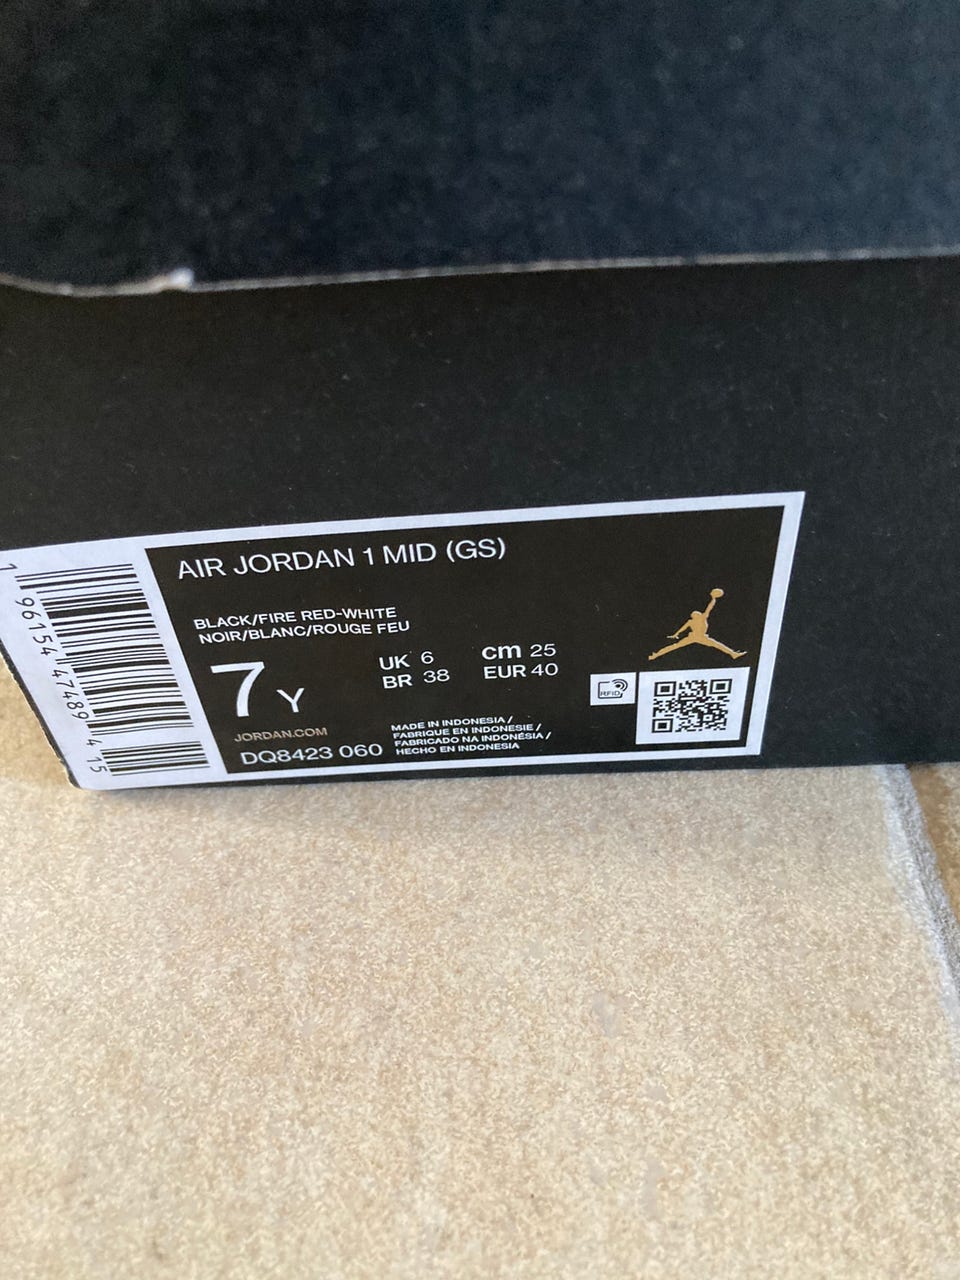 AIR JORDAN 1 MID (GS)
BLACK/FIRE RED-WHITE
NOIR/BLANC/ROUGE FEU
7Y
UK 6
BR 38
cm 25
EUR 40
RFID
JORDAN.COM
DQ8423 060
MADE IN INDONESIA /
FABRIQUE EN INDONESIE /
FABRICADO NA INDONÉSIA /
HECHO EN INDONESIA
1 96154 47489 4 15